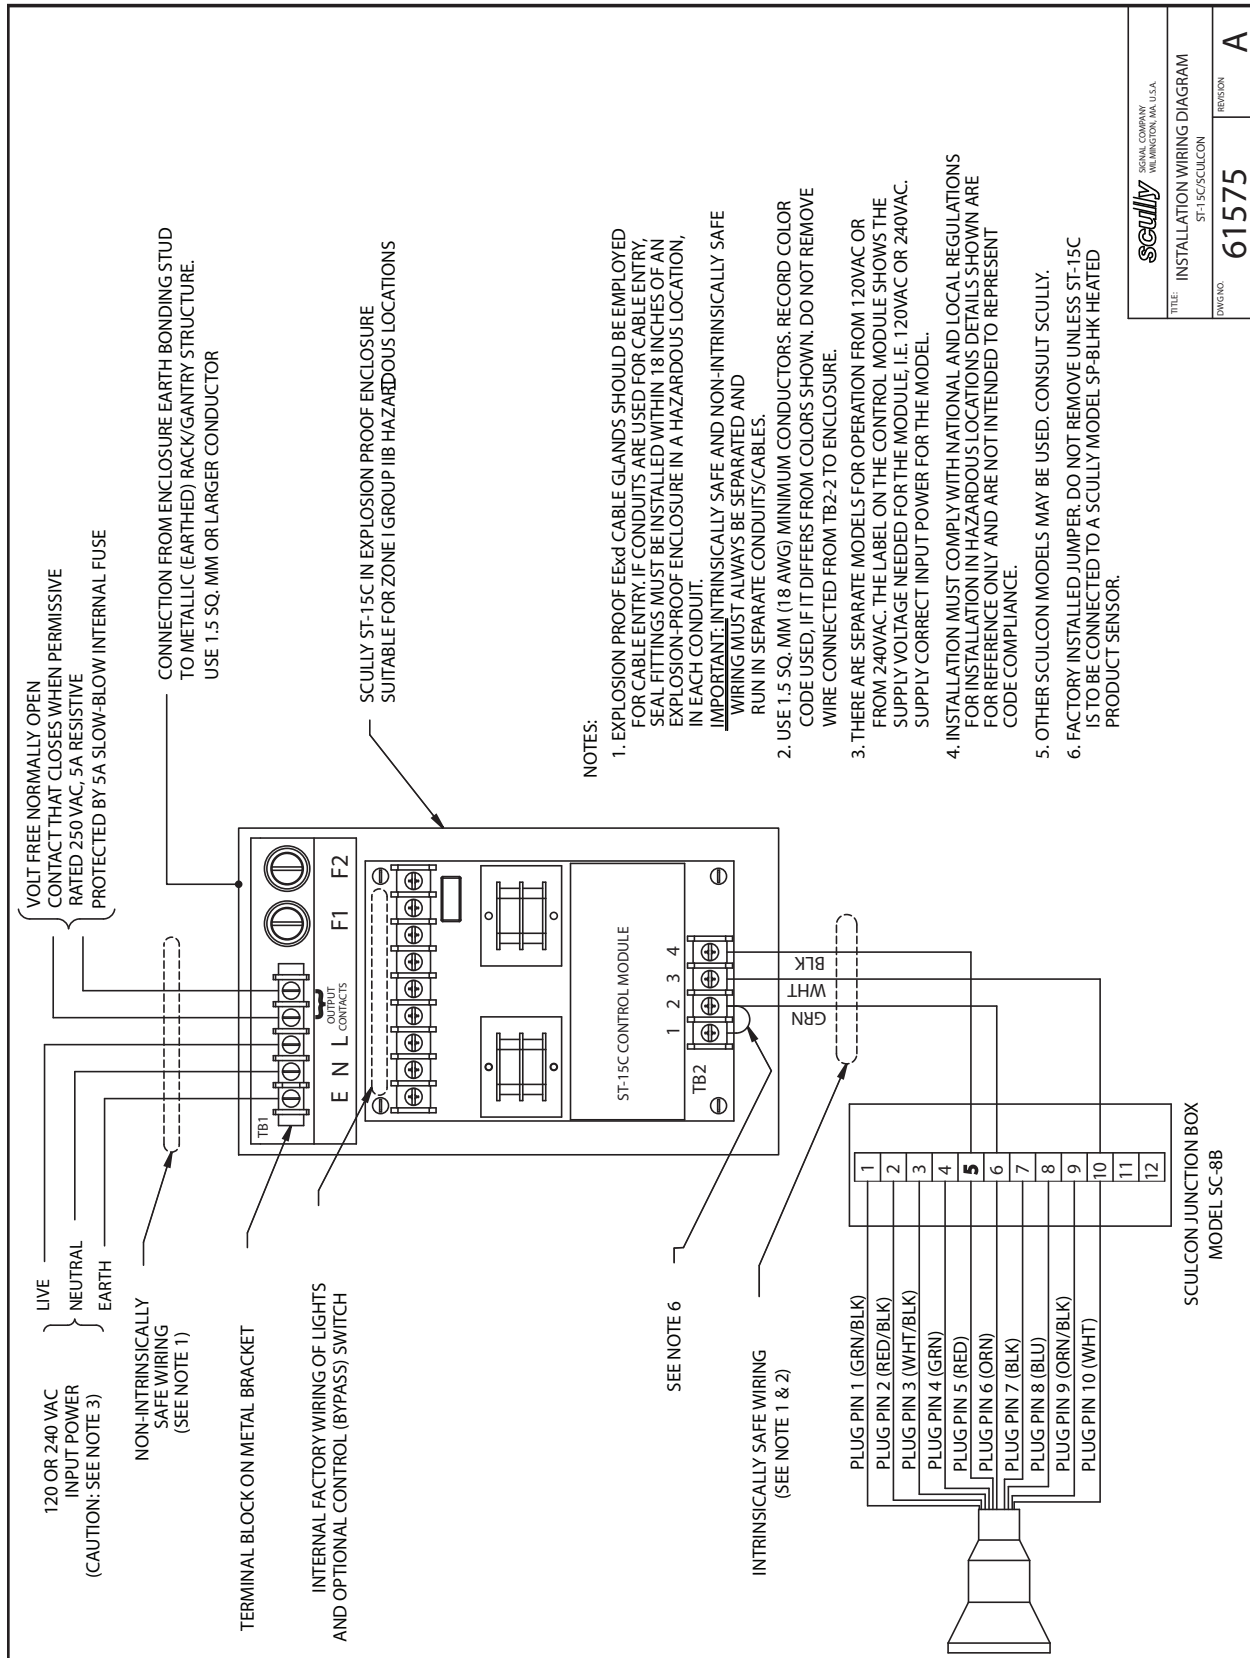 120 OR 240 VAC
INPUT POWER
(CAUTION: SEE NOTE 3)
LIVE
NEUTRAL
EARTH
NON-INTRINSICALLY
SAFE WIRING
(SEE NOTE 1)
TERMINAL BLOCK ON METAL BRACKET
INTERNAL FACTORY WIRING OF LIGHTS
AND OPTIONAL CONTROL (BYPASS) SWITCH
SEE NOTE 6
INTRINSICALLY SAFE WIRING
(SEE NOTE 1 & 2)
VOLT FREE NORMALLY OPEN
CONTACT THAT CLOSES WHEN PERMISSIVE
RATED 250 VAC, 5A RESISTIVE
PROTECTED BY 5A SLOW-BLOW INTERNAL FUSE
CONNECTION FROM ENCLOSURE EARTH BONDING STUD
TO METALLIC (EARTHED) RACK/GANTRY STRUCTURE.
USE 1.5 SQ. MM OR LARGER CONDUCTOR
SCULLY ST-15C IN EXPLOSION PROOF ENCLOSURE
SUITABLE FOR ZONE I GROUP IIB HAZARDOUS LOCATIONS
TB1
E N L
OUTPUT
CONTACTS
F1 F2
ST-15C CONTROL MODULE
TB2
1 2 3 4
GRN
WHT
BLK
PLUG PIN 1 (GRN/BLK)
PLUG PIN 2 (RED/BLK)
PLUG PIN 3 (WHT/BLK)
PLUG PIN 4 (GRN)
PLUG PIN 5 (RED)
PLUG PIN 6 (ORN)
PLUG PIN 7 (BLK)
PLUG PIN 8 (BLU)
PLUG PIN 9 (ORN/BLK)
PLUG PIN 10 (WHT)
1
2
3
4
5
6
7
8
9
10
11
12
SCULCON JUNCTION BOX
MODEL SC-8B
NOTES:
1. EXPLOSION PROOF EExd CABLE GLANDS SHOULD BE EMPLOYED
FOR CABLE ENTRY. IF CONDUITS ARE USED FOR CABLE ENTRY,
SEAL FITTINGS MUST BE INSTALLED WITHIN 18 INCHES OF AN
EXPLOSION-PROOF ENCLOSURE IN A HAZARDOUS LOCATION,
IN EACH CONDUIT.
IMPORTANT: INTRINSICALLY SAFE AND NON-INTRINSICALLY SAFE
WIRING MUST ALWAYS BE SEPARATED AND
RUN IN SEPARATE CONDUITS/CABLES.
2. USE 1.5 SQ. MM (18 AWG) MINIMUM CONDUCTORS. RECORD COLOR
CODE USED, IF IT DIFFERS FROM COLORS SHOWN. DO NOT REMOVE
WIRE CONNECTED FROM TB2-2 TO ENCLOSURE.
3. THERE ARE SEPARATE MODELS FOR OPERATION FROM 120VAC OR
FROM 240VAC. THE LABEL ON THE CONTROL MODULE SHOWS THE
SUPPLY VOLTAGE NEEDED FOR THE MODULE, I.E. 120VAC OR 240VAC.
SUPPLY CORRECT INPUT POWER FOR THE MODEL.
4. INSTALLATION MUST COMPLY WITH NATIONAL AND LOCAL REGULATIONS
FOR INSTALLATION IN HAZARDOUS LOCATIONS DETAILS SHOWN ARE
FOR REFERENCE ONLY AND ARE NOT INTENDED TO REPRESENT
CODE COMPLIANCE.
5. OTHER SCULCON MODELS MAY BE USED. CONSULT SCULLY.
6. FACTORY INSTALLED JUMPER. DO NOT REMOVE UNLESS ST-15C
IS TO BE CONNECTED TO A SCULLY MODEL SP-BLHK HEATED
PRODUCT SENSOR.
scully SIGNAL COMPANY
WILMINGTON, MA U.S.A.
TITLE: INSTALLATION WIRING DIAGRAM
ST-15C/SCULCON
DWG NO. 61575
REVISION A